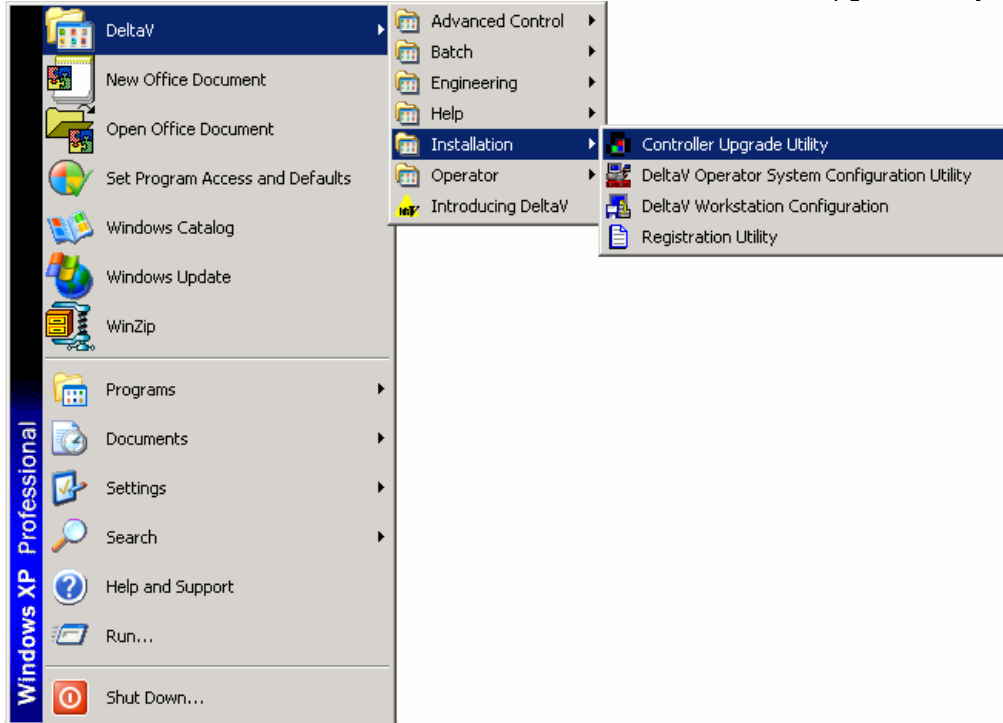 DeltaV
New Office Document
Open Office Document
Set Program Access and Defaults
Windows Catalog
Windows Update
WinZip
Programs
Documents
Settings
Search
Help and Support
Run...
Shut Down...
Windows XP Professional
Advanced Control
Batch
Engineering
Help
Installation
Operator
Introducing DeltaV
Controller Upgrade Utility
DeltaV Operator System Configuration Utility
DeltaV Workstation Configuration
Registration Utility